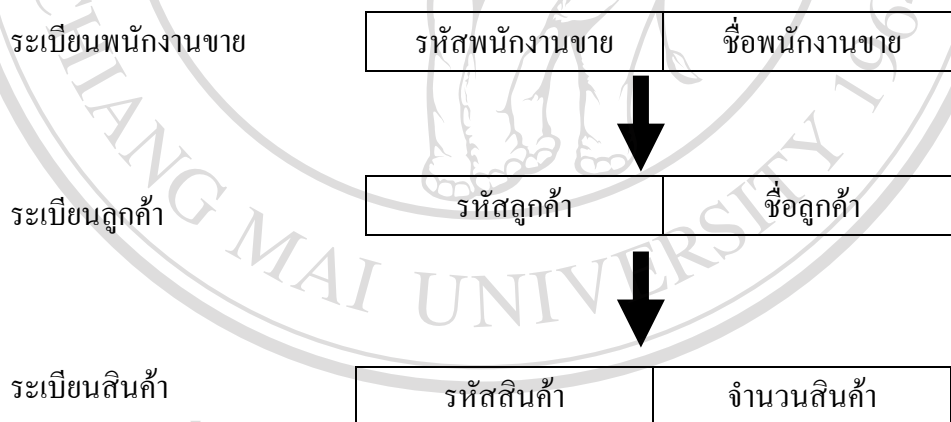 ระเบียนพนักงานขาย รหัสพนักงานขาย ชื่อพนักงานขาย
ระเบียนลูกค้า รหัสลูกค้า ชื่อลูกค้า
ระเบียนสินค้า รหัสสินค้า จำนวนสินค้า
CHIANG MAI UNIVERSITY 196